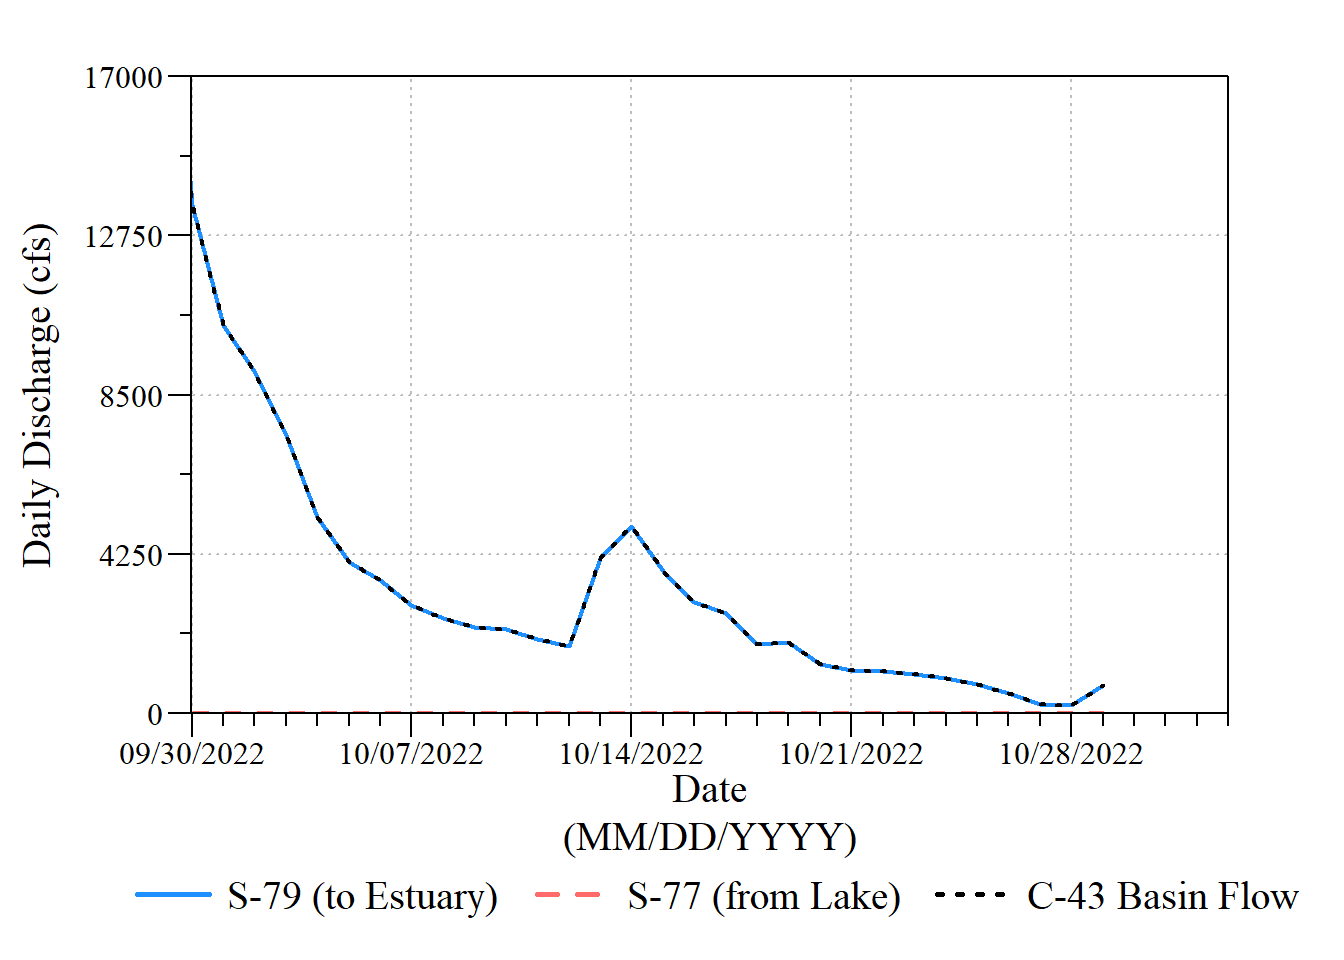 17000
12750
8500
4250
0
Daily Discharge (cfs)
09/30/2022 10/07/2022 10/14/2022 10/21/2022 10/28/2022
Date
(MM/DD/YYYY)
S-79 (to Estuary) S-77 (from Lake) C-43 Basin Flow